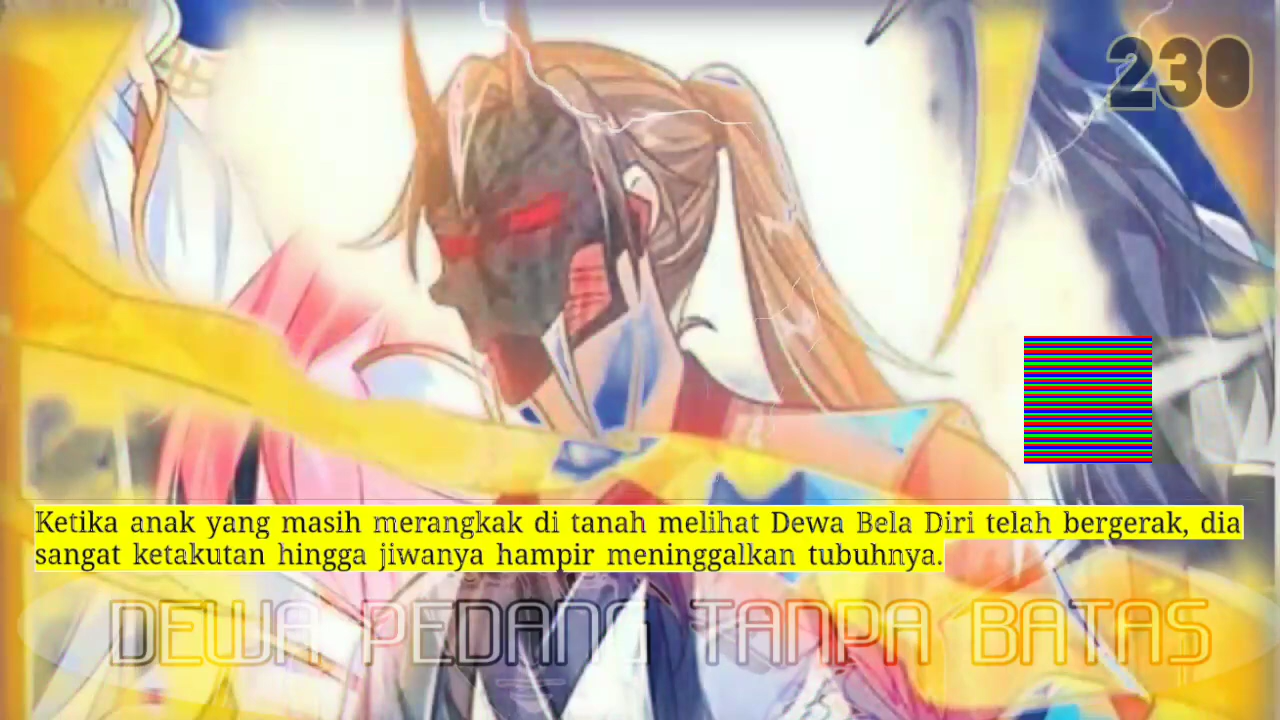 230
Ketika anak yang masih merangkak di tanah melihat Dewa Bela Diri telah bergerak, dia
sangat ketakutan hingga jiwanya hampir meninggalkan tubuhnya.
DEWA PEDANG TANPA BATAS